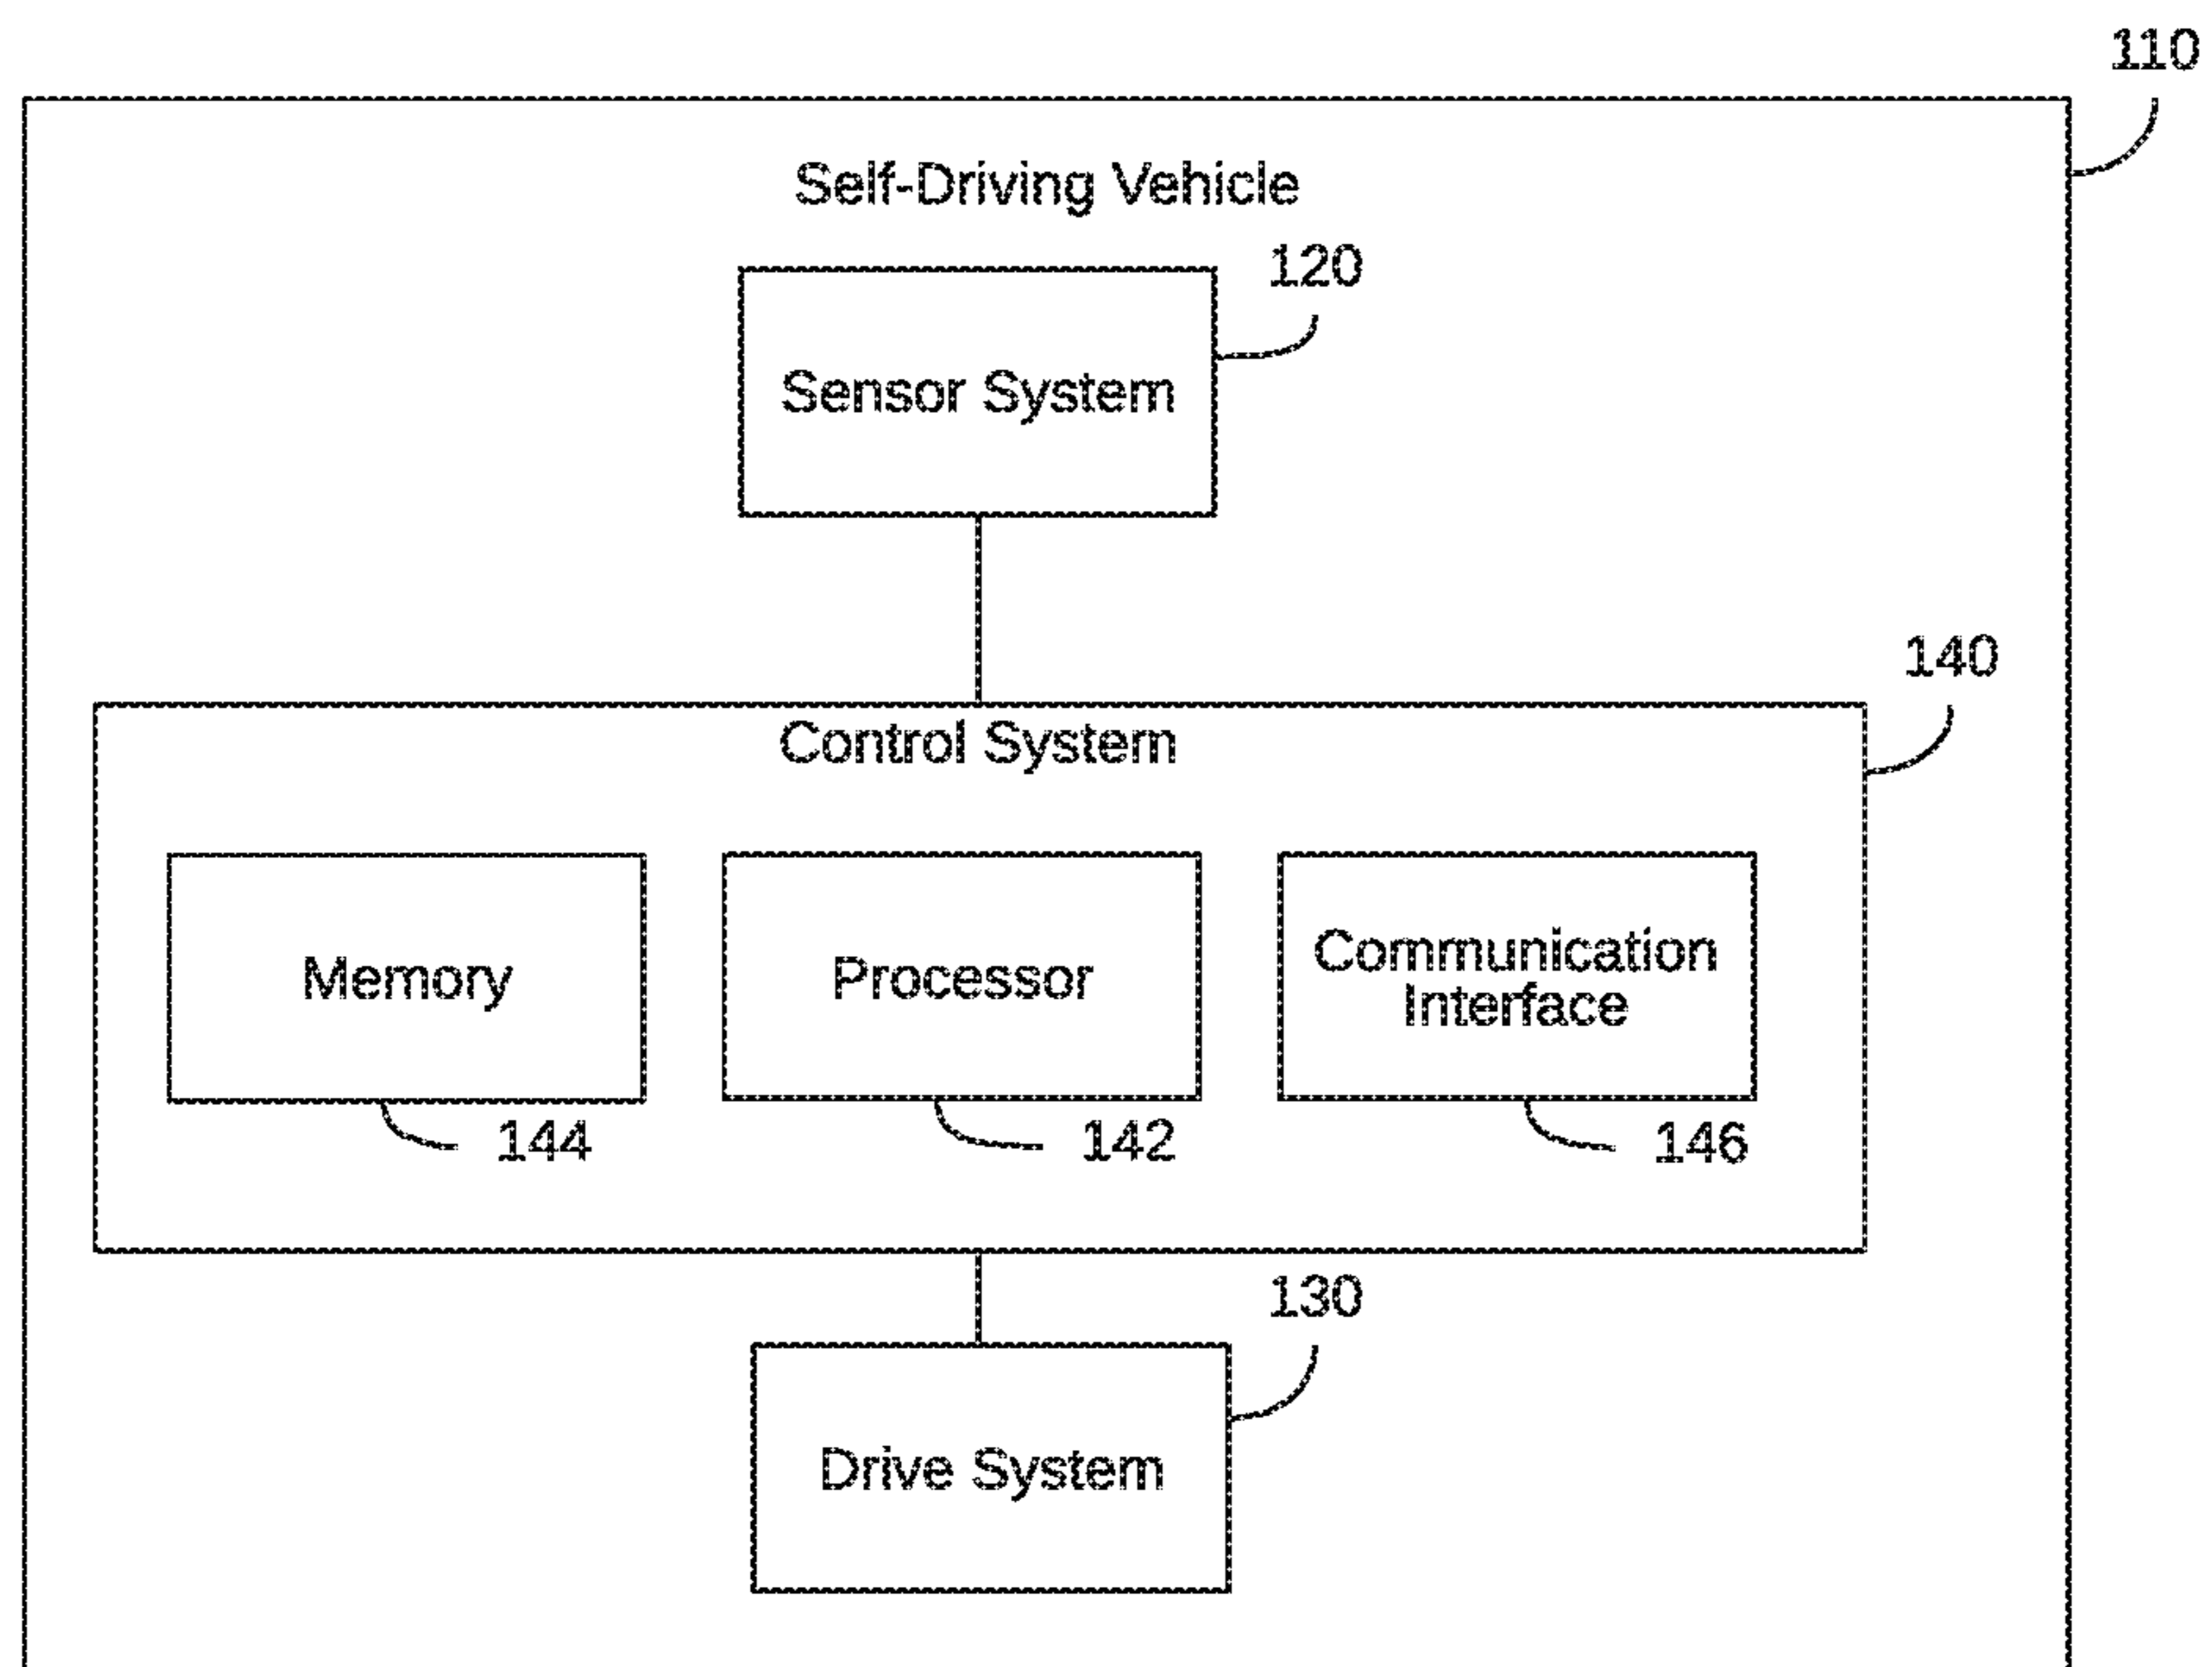 110
Self-Driving Vehicle
120
Sensor System
140
Control System
Memory
Processor
Communication
Interface
144
142
146
130
Drive System